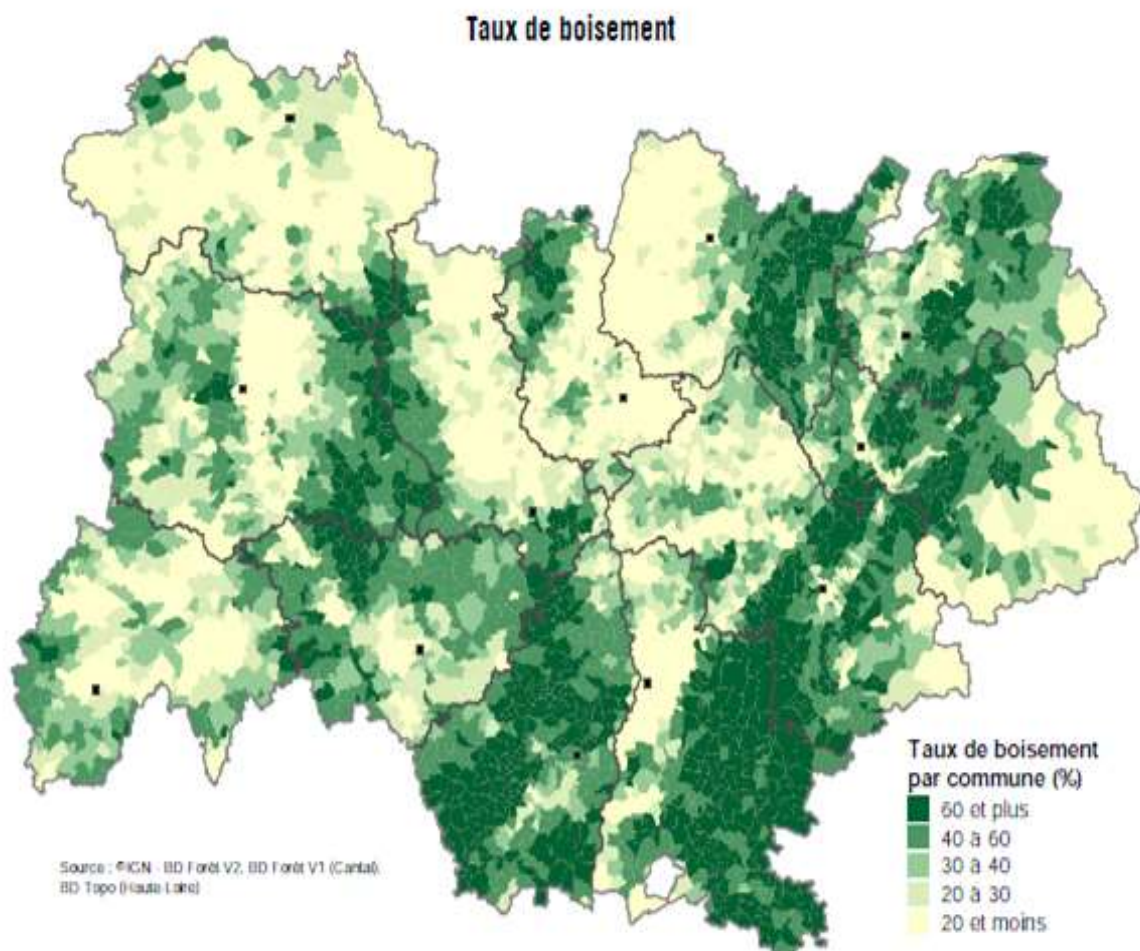 Taux de boisement
Taux de boisement
par commune (%)
60 et plus
40 à 60
30 à 40
20 à 30
20 et moins
Source : ©IGN - BD Forêt V2, BD Forêt V1 (Cantal),
BD Topo (Haute-Loire)